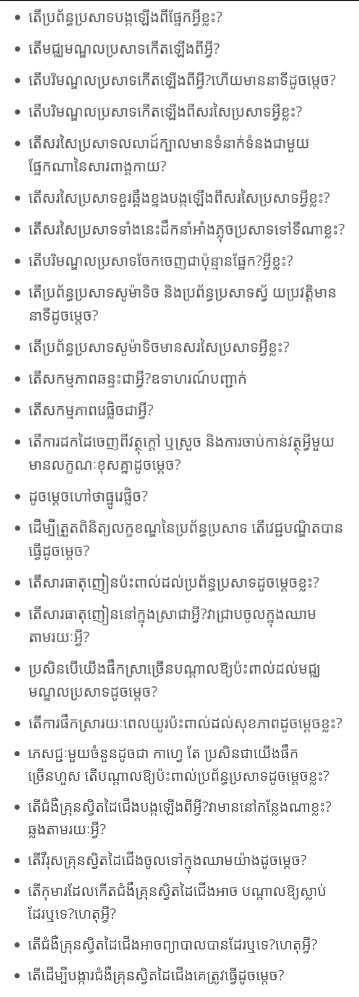 តើប្រព័ន្ធប្រសាទបង្កឡើងពីផ្នែកអ្វីខ្លះ?
តើមជ្ឈមណ្ឌលប្រសាទកើតឡើងពីអ្វី?
តើបរិមណ្ឌលប្រសាទកើតឡើងពីអ្វី?ហើយមាននាទីដូចម្តេច?
តើបរិមណ្ឌលប្រសាទកើតឡើងពីសរសៃប្រសាទអ្វីខ្លះ?
តើសរសៃប្រសាទលលាដ៍ក្បាលមានទំនាក់ទំនងជាមួយ
ផ្នែកណានៃសារពាង្គកាយ?
តើសរសៃប្រសាទខួរឆ្អឹងខ្នងបង្កឡើងពីសរសៃប្រសាទអ្វីខ្លះ?
តើសរសៃប្រសាទទាំងនេះដឹកនាំអាំងភ្លុចប្រសាទទៅទីណាខ្លះ?
តើបរិមណ្ឌលប្រសាទចែកចេញជាប៉ុន្មានផ្នែក?អ្វីខ្លះ?
តើប្រព័ន្ធប្រសាទសូម៉ាទិច និងប្រព័ន្ធប្រសាទស្វ័ យប្រវត្តិមាន
នាទីដូចម្តេច?
តើប្រព័ន្ធប្រសាទសូម៉ាទិចមានសរសៃប្រសាទអ្វីខ្លះ?
តើសកម្មភាពឆន្ទះជាអ្វី?ឧទាហរណ៍បញ្ជាក់
តើសកម្មភាពរេផ្លិចជាអ្វី?
តើការដកដៃចេញពីវត្ថុក្តៅ ឬស្រួច និងការចាប់កាន់វត្ថុអ្វីមួយ
មានលក្ខណៈខុសគ្នាដូចម្តេច?
ដូចម្តេចហៅថាធ្នូរេផ្លិច?
ដើម្បីត្រួតពិនិត្យលក្ខខណ្ឌនៃប្រព័ន្ធប្រសាទ តើវេជ្ជបណ្ឌិតបាន
ធ្វើដូចម្តេច?
តើសារធាតុញៀនប៉ះពាល់ដល់ប្រព័ន្ធប្រសាទដូចម្តេចខ្លះ?
តើសារធាតុញៀននៅក្នុងស្រាជាអ្វី?វាជ្រាបចូលក្នុងឈាម
តាមរយៈអ្វី?
ប្រសិនបើយើងផឹកស្រាច្រើនបណ្តាលឱ្យប៉ះពាល់ដល់មជ្ឈ
មណ្ឌលប្រសាទដូចម្តេច?
តើការផឹកស្រារយៈពេលយូរប៉ះពាល់ដល់សុខភាពដូចម្តេចខ្លះ?
ភេសជ្ជៈមួយចំនួនដូចជា កាហ្វេ តែ ប្រសិនជាយើងផឹក
ច្រើនហួស តើបណ្តាលឱ្យប៉ះពាល់ប្រព័ន្ធប្រសាទដូចម្តេចខ្លះ?
តើជំងឺគ្រុនស្វិតដៃជើងបង្កឡើងពីអ្វី?វាមាននៅកន្លែងណាខ្លះ?
ឆ្លងតាមរយៈអ្វី?
តើវីរុសគ្រុនស្វិតដៃជើងចូលទៅក្នុងឈាមយ៉ាងដូចម្តេច?
តើកុមារដែលកើតជំងឺគ្រុនស្វិតដៃជើងអាច បណ្តាលឱ្យស្លាប់
ដែរឬទេ?ហេតុអ្វី?
តើជំងឺគ្រុនស្វិតដៃជើងអាចព្យាបាលបានដែរឬទេ?ហេតុអ្វី?
តើដើម្បីបង្ការជំងឺគ្រុនស្វិតដៃជើងគេត្រូវធ្វើដូចម្តេច?